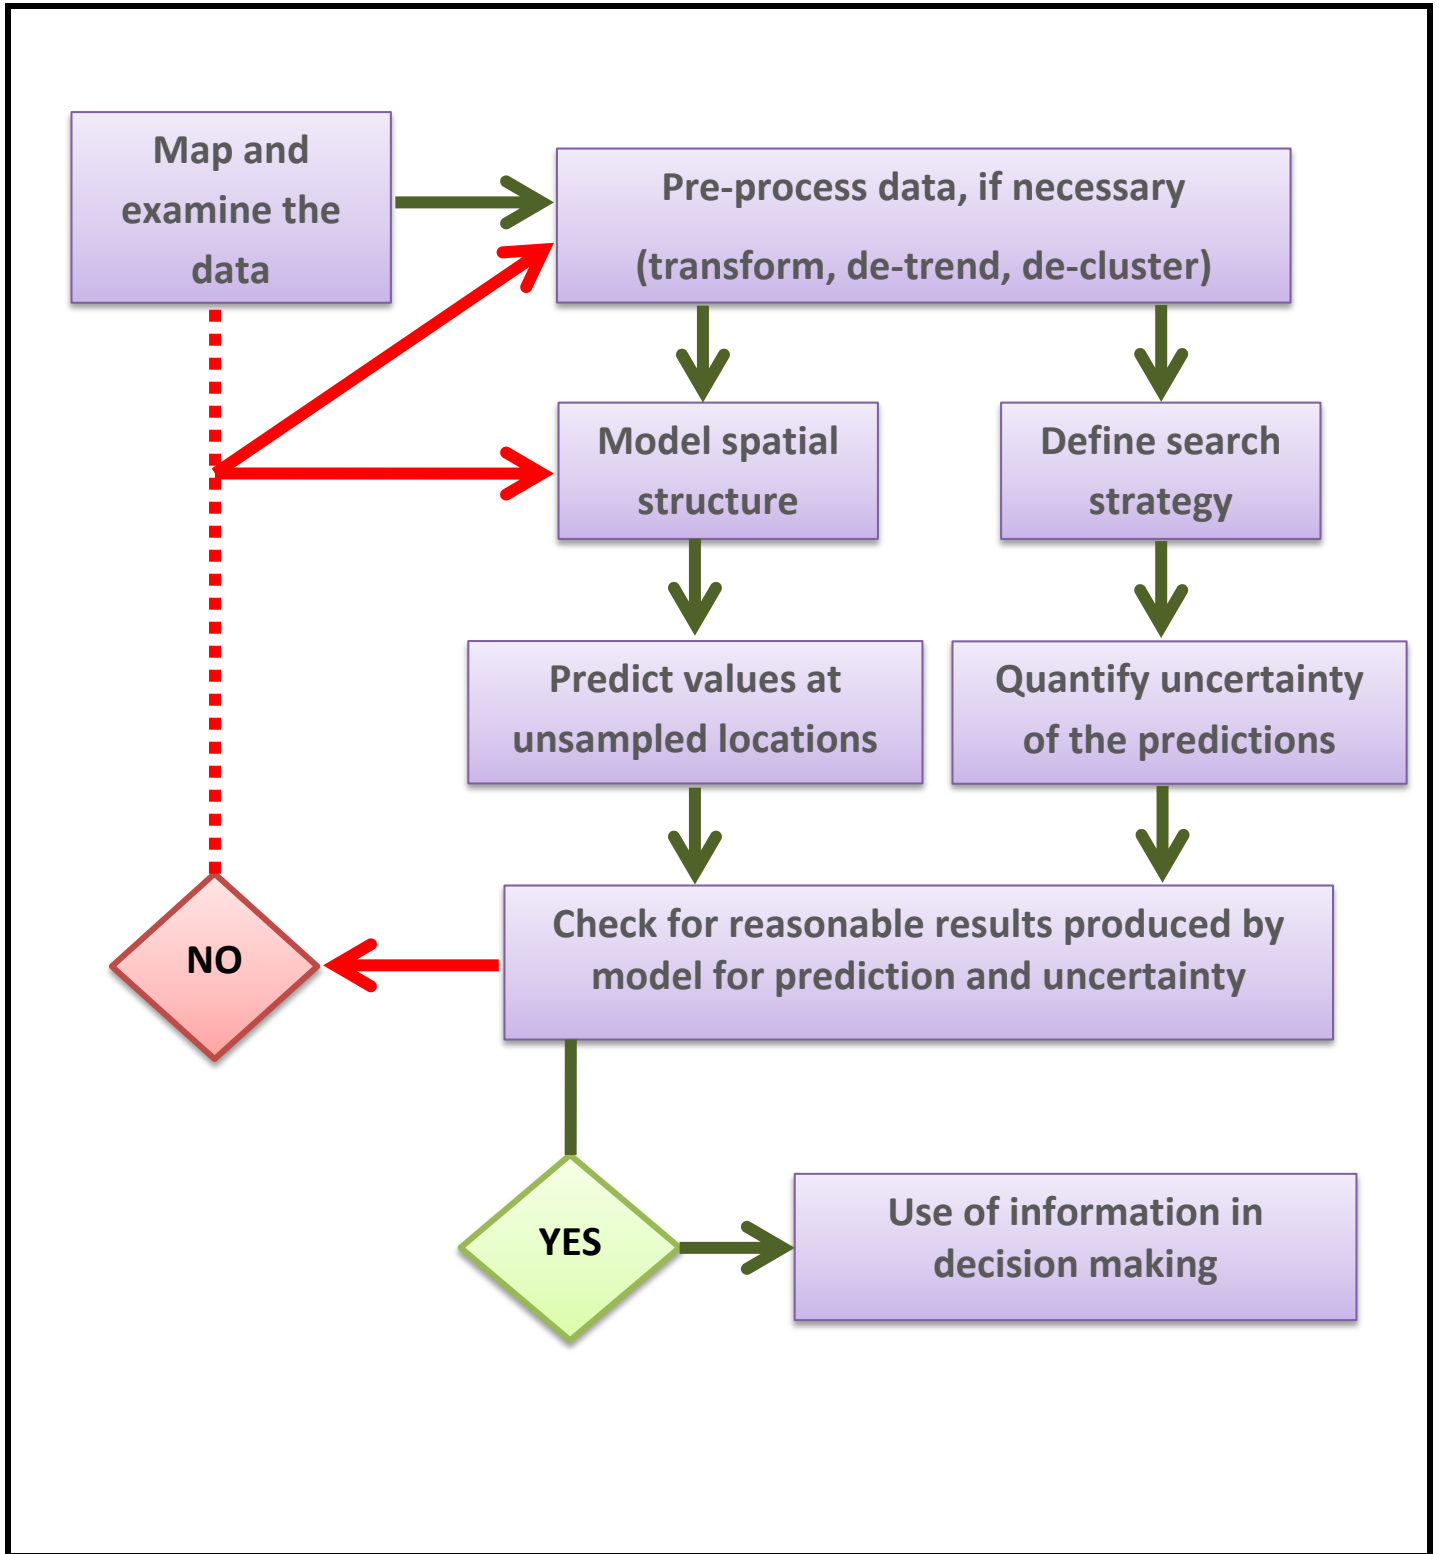 Map and
examine the
data
Pre-process data, if necessary
(transform, de-trend, de-cluster)
Model spatial
structure
Define search
strategy
Predict values at
unsampled locations
Quantify uncertainty
of the predictions
Check for reasonable results produced by
model for prediction and uncertainty
NO
YES
Use of information in
decision making